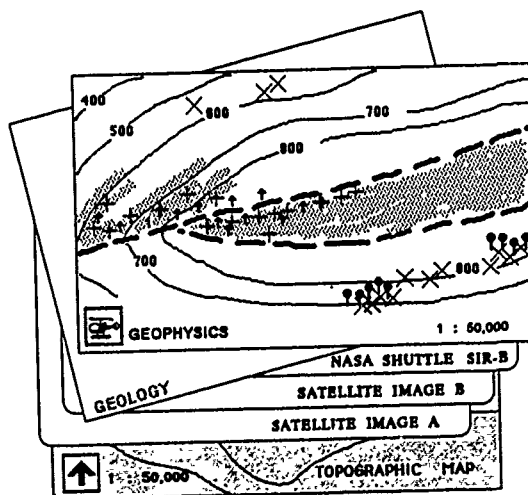 400
500
600
700
800
700
800
GEOPHYSICS
1 : 50,000
NASA SHUTTLE SIR-B
GEOLOGY
SATELLITE IMAGE B
SATELLITE IMAGE A
1 : 50,000
TOPOGRAPHIC MAP